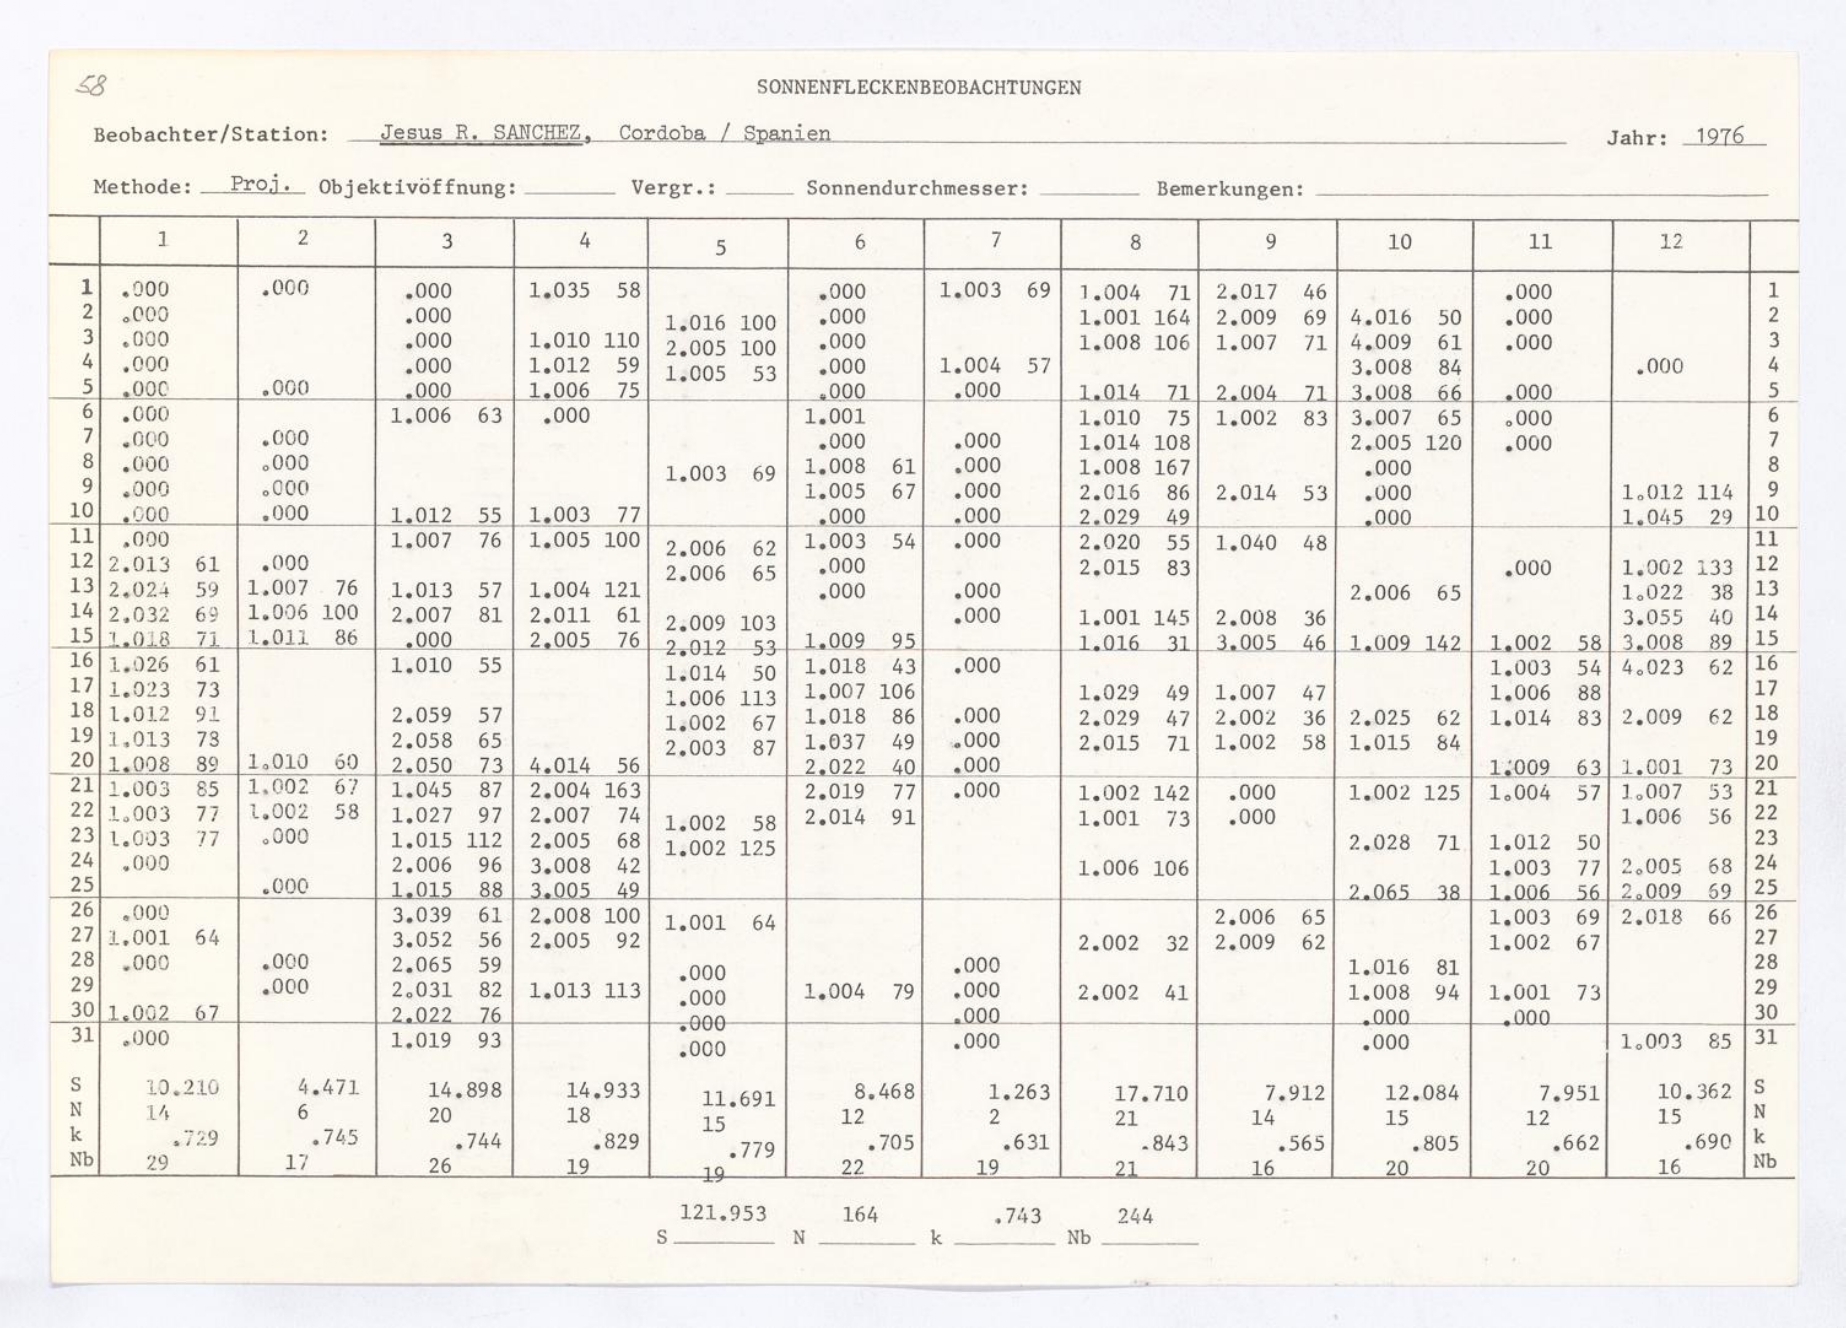 58
SONNENFLECKENBEOBACHTUNGEN
Beobachter/Station: Jesus R. SANCHEZ, Cordoba / Spanien Jahr: 1976
Methode: Proj. Objektivöffnung: Vergr.: Sonnendurchmesser: Bemerkungen:
1 2 3 4 5 6 7 8 9 10 11 12
1 .000 .000 .000 1.035 58 .000 1.003 69 1.004 71 2.017 46 .000 1
2 .000 .000 1.016 100 .000 1.001 164 2.009 69 4.016 50 .000 2
3 .000 .000 1.010 110 2.005 100 .000 1.008 106 1.007 71 4.009 61 .000 3
4 .000 .000 1.012 59 1.005 53 .000 1.004 57 3.008 84 .000 4
5 .000 .000 .000 1.006 75 .000 .000 1.014 71 2.004 71 3.008 66 .000 5
6 .000 1.006 63 .000 1.001 1.010 75 1.002 83 3.007 65 .000 6
7 .000 .000 .000 .000 1.014 108 2.005 120 .000 7
8 .000 .000 1.003 69 1.008 61 .000 1.008 167 .000 8
9 .000 .000 1.005 67 .000 2.016 86 2.014 53 .000 1.012 114 9
10 .000 .000 1.012 55 1.003 77 .000 .000 2.029 49 .000 1.045 29 10
11 .000 1.007 76 1.005 100 2.006 62 1.003 54 .000 2.020 55 1.040 48 11
12 2.013 61 .000 2.006 65 .000 2.015 83 .000 1.002 133 12
13 2.024 59 1.007 76 1.013 57 1.004 121 .000 .000 2.006 65 1.022 38 13
14 2.032 69 1.006 100 2.007 81 2.011 61 2.009 103 .000 1.001 145 2.008 36 3.055 40 14
15 1.018 71 1.011 86 .000 2.005 76 2.012 53 1.009 95 1.016 31 3.005 46 1.009 142 1.002 58 3.008 89 15
16 1.026 61 1.010 55 1.014 50 1.018 43 .000 1.003 54 4.023 62 16
17 1.023 73 1.006 113 1.007 106 1.029 49 1.007 47 1.006 88 17
18 1.012 91 2.059 57 1.002 67 1.018 86 .000 2.029 47 2.002 36 2.025 62 1.014 83 2.009 62 18
19 1.013 78 2.058 65 2.003 87 1.037 49 .000 2.015 71 1.002 58 1.015 84 19
20 1.008 89 1.010 60 2.050 73 4.014 56 2.022 40 .000 1.009 63 1.001 73 20
21 1.003 85 1.002 67 1.045 87 2.004 163 2.019 77 .000 1.002 142 .000 1.002 125 1.004 57 1.007 53 21
22 1.003 77 1.002 58 1.027 97 2.007 74 1.002 58 2.014 91 1.001 73 .000 1.006 56 22
23 1.003 77 .000 1.015 112 2.005 68 1.002 125 2.028 71 1.012 50 23
24 .000 2.006 96 3.008 42 1.006 106 1.003 77 2.005 68 24
25 .000 1.015 88 3.005 49 2.065 38 1.006 56 2.009 69 25
26 .000 3.039 61 2.008 100 1.001 64 2.006 65 1.003 69 2.018 66 26
27 1.001 64 3.052 56 2.005 92 2.002 32 2.009 62 1.002 67 27
28 .000 .000 2.065 59 .000 .000 1.016 81 28
29 .000 2.031 82 1.013 113 .000 1.004 79 .000 2.002 41 1.008 94 1.001 73 29
30 1.002 67 2.022 76 .000 .000 .000 .000 30
31 .000 1.019 93 .000 .000 .000 1.003 85 31
S 10.210 4.471 14.898 14.933 11.691 8.468 1.263 17.710 7.912 12.084 7.951 10.362 S
N 14 6 20 18 15 12 2 21 14 15 12 15 N
k .729 .745 .744 .829 .779 .705 .631 .843 .565 .805 .662 .690 k
Nb 29 17 26 19 19 22 19 21 16 20 20 16 Nb
121.953 164 .743 244
S N k Nb